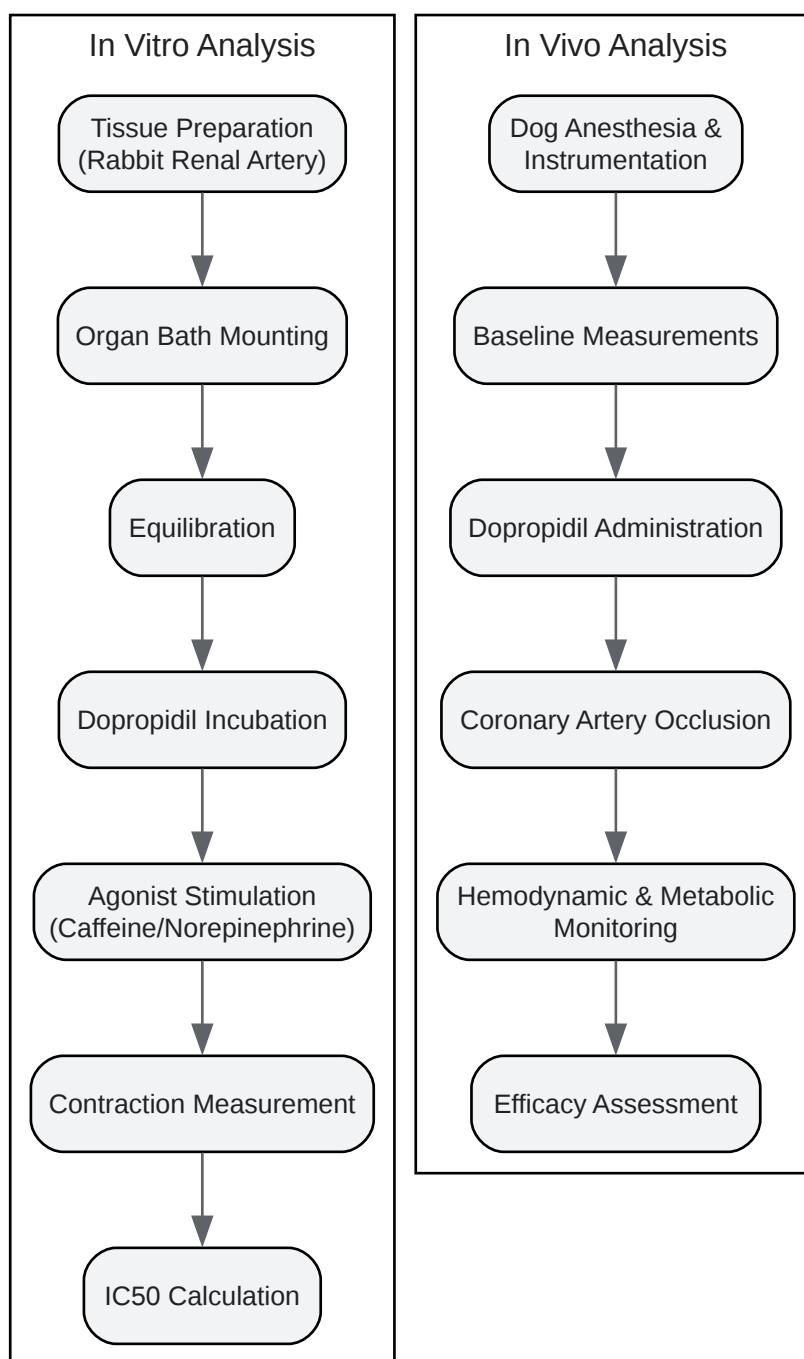 In Vitro Analysis
Tissue Preparation
(Rabbit Renal Artery)
Organ Bath Mounting
Equilibration
Dopropidil Incubation
Agonist Stimulation
(Caffeine/Norepinephrine)
Contraction Measurement
IC50 Calculation
In Vivo Analysis
Dog Anesthesia &
Instrumentation
Baseline Measurements
Dopropidil Administration
Coronary Artery Occlusion
Hemodynamic & Metabolic
Monitoring
Efficacy Assessment